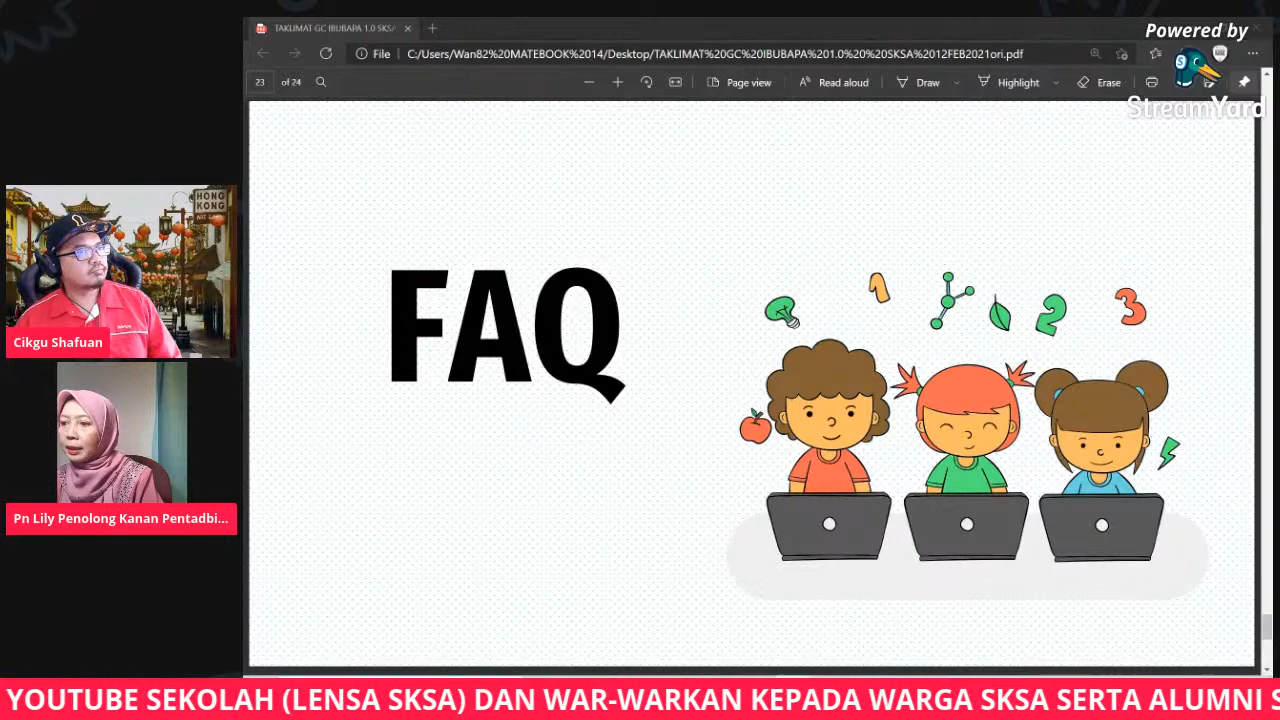 TAKLIMAT GC IBUBAPA 1.0 SKSA
File
C:/Users/Wan82%20MATEBOOK%2014/Desktop/TAKLIMAT%20GC%20IBUBAPA%201.0%20%20SKSA%2012FEB2021ori.pdf
Powered by
StreamYard
23 of 24
Page view
Read aloud
Draw
Highlight
Erase
HONG
KONG
Cikgu Shafuan
Pn Lily Penolong Kanan Pentadbi...
FAQ
1
2
3
YOUTUBE SEKOLAH (LENSA SKSA) DAN WAR-WARKAN KEPADA WARGA SKSA SERTA ALUMNI S